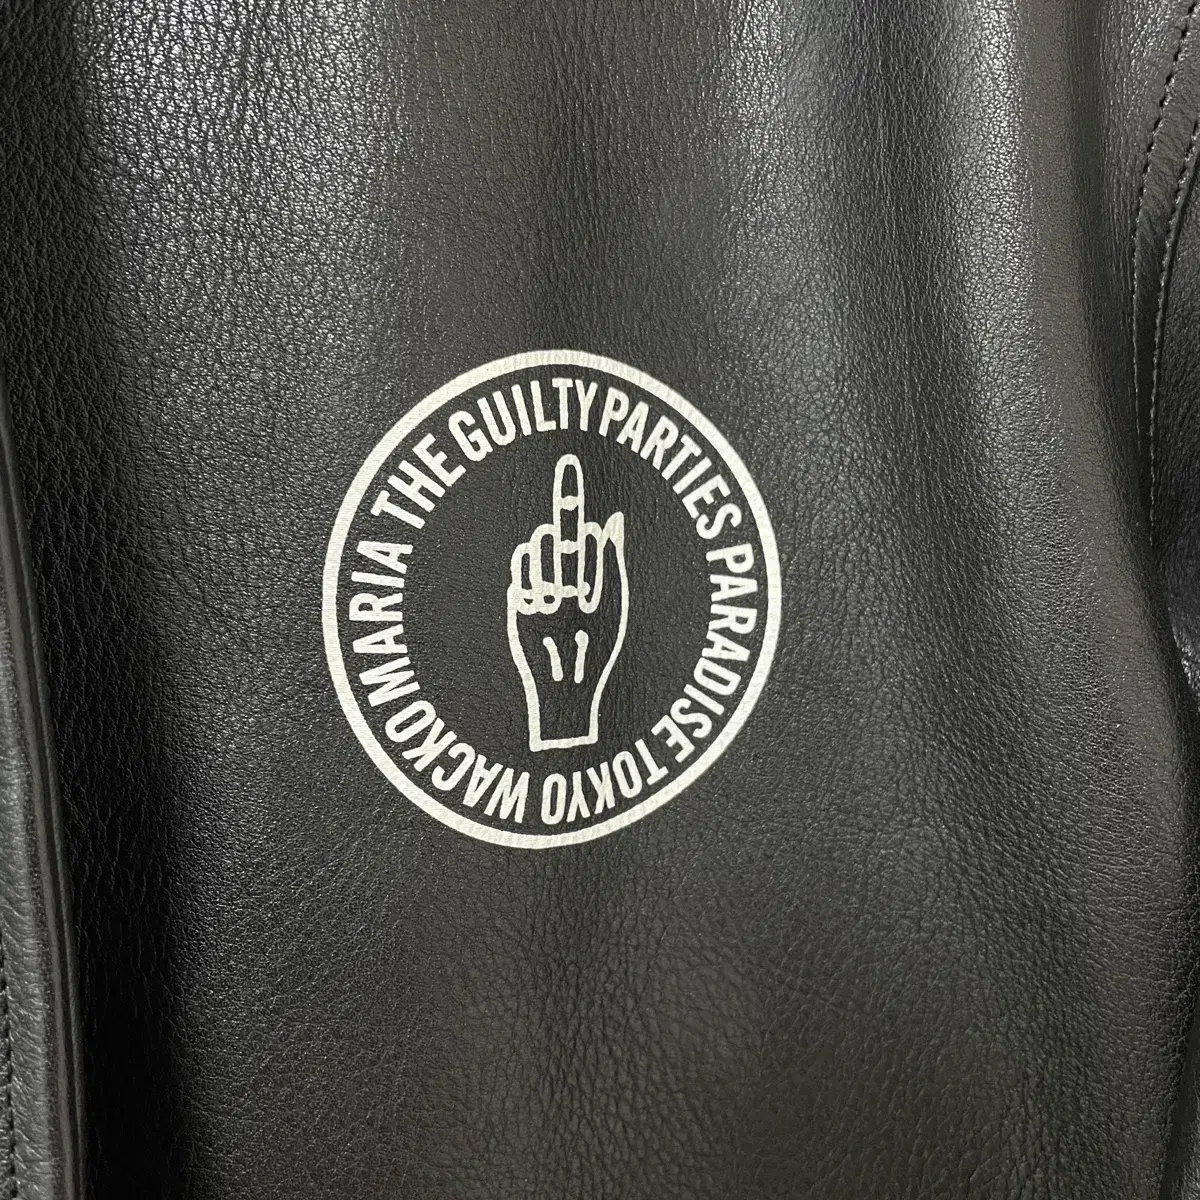 WACKO MARIA THE GUILTY PARTIES PARADISE TOKYO